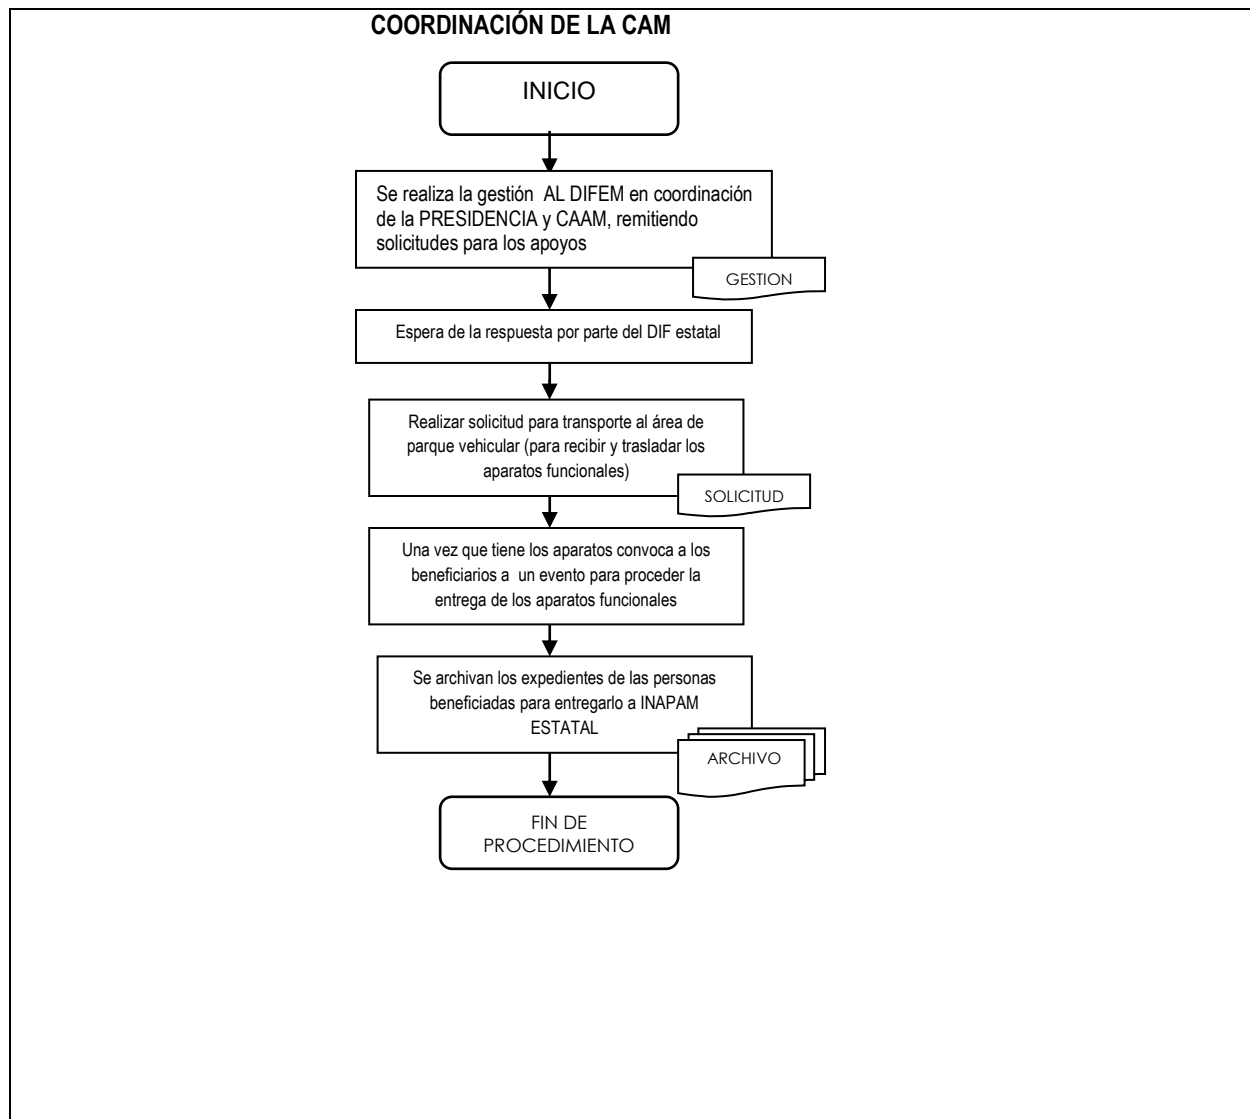 COORDINACIÓN DE LA CAM
INICIO
Se realiza la gestión AL DIFEM en coordinación
de la PRESIDENCIA y CAAM, remitiendo
solicitudes para los apoyos
GESTION
Espera de la respuesta por parte del DIF estatal
Realizar solicitud para transporte al área de
parque vehicular (para recibir y trasladar los
aparatos funcionales)
SOLICITUD
Una vez que tiene los aparatos convoca a los
beneficiarios a un evento para proceder la
entrega de los aparatos funcionales
Se archivan los expedientes de las personas
beneficiadas para entregarlo a INAPAM
ESTATAL
ARCHIVO
FIN DE
PROCEDIMIENTO